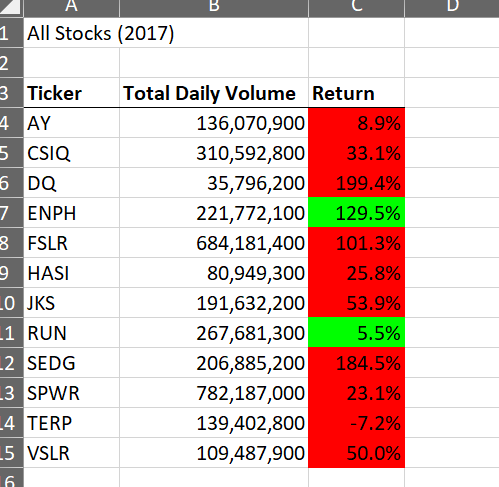 A B C D
1 All Stocks (2017)
2
3 Ticker Total Daily Volume Return
4 AY 136,070,900 8.9%
5 CSIQ 310,592,800 33.1%
6 DQ 35,796,200 199.4%
7 ENPH 221,772,100 129.5%
8 FSLR 684,181,400 101.3%
9 HASI 80,949,300 25.8%
10 JKS 191,632,200 53.9%
11 RUN 267,681,300 5.5%
12 SEDG 206,885,200 184.5%
13 SPWR 782,187,000 23.1%
14 TERP 139,402,800 -7.2%
15 VSLR 109,487,900 50.0%
16